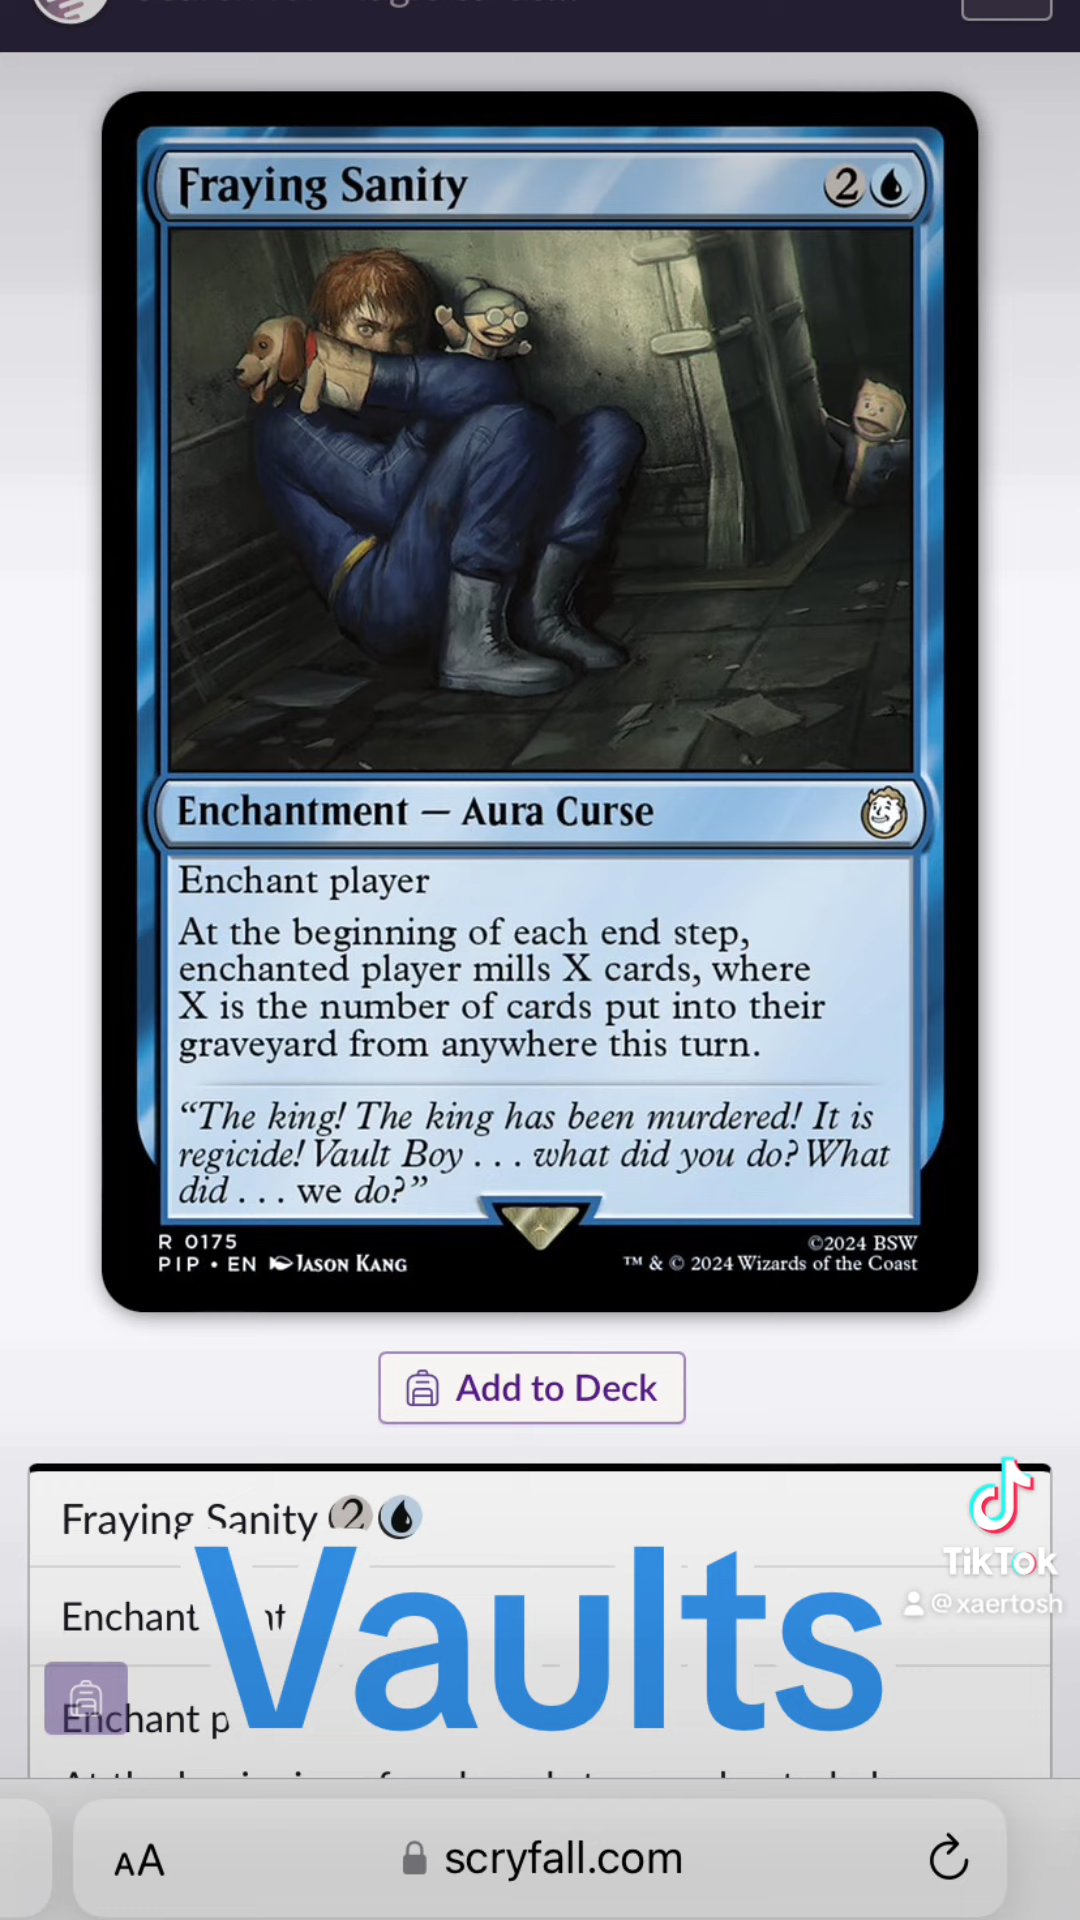 Fraying Sanity 2
Enchantment — Aura Curse
Enchant player
At the beginning of each end step,
enchanted player mills X cards, where
X is the number of cards put into their
graveyard from anywhere this turn.
“The king! The king has been murdered! It is
regicide! Vault Boy . . . what did you do? What
did . . . we do?”
R 0175
PIP • EN JASON KANG
©2024 BSW
™ & © 2024 Wizards of the Coast
Add to Deck
Fraying Sanity 2
TikTok
@xaertosh
Vaults
Enchant
Enchant p
AA
scryfall.com